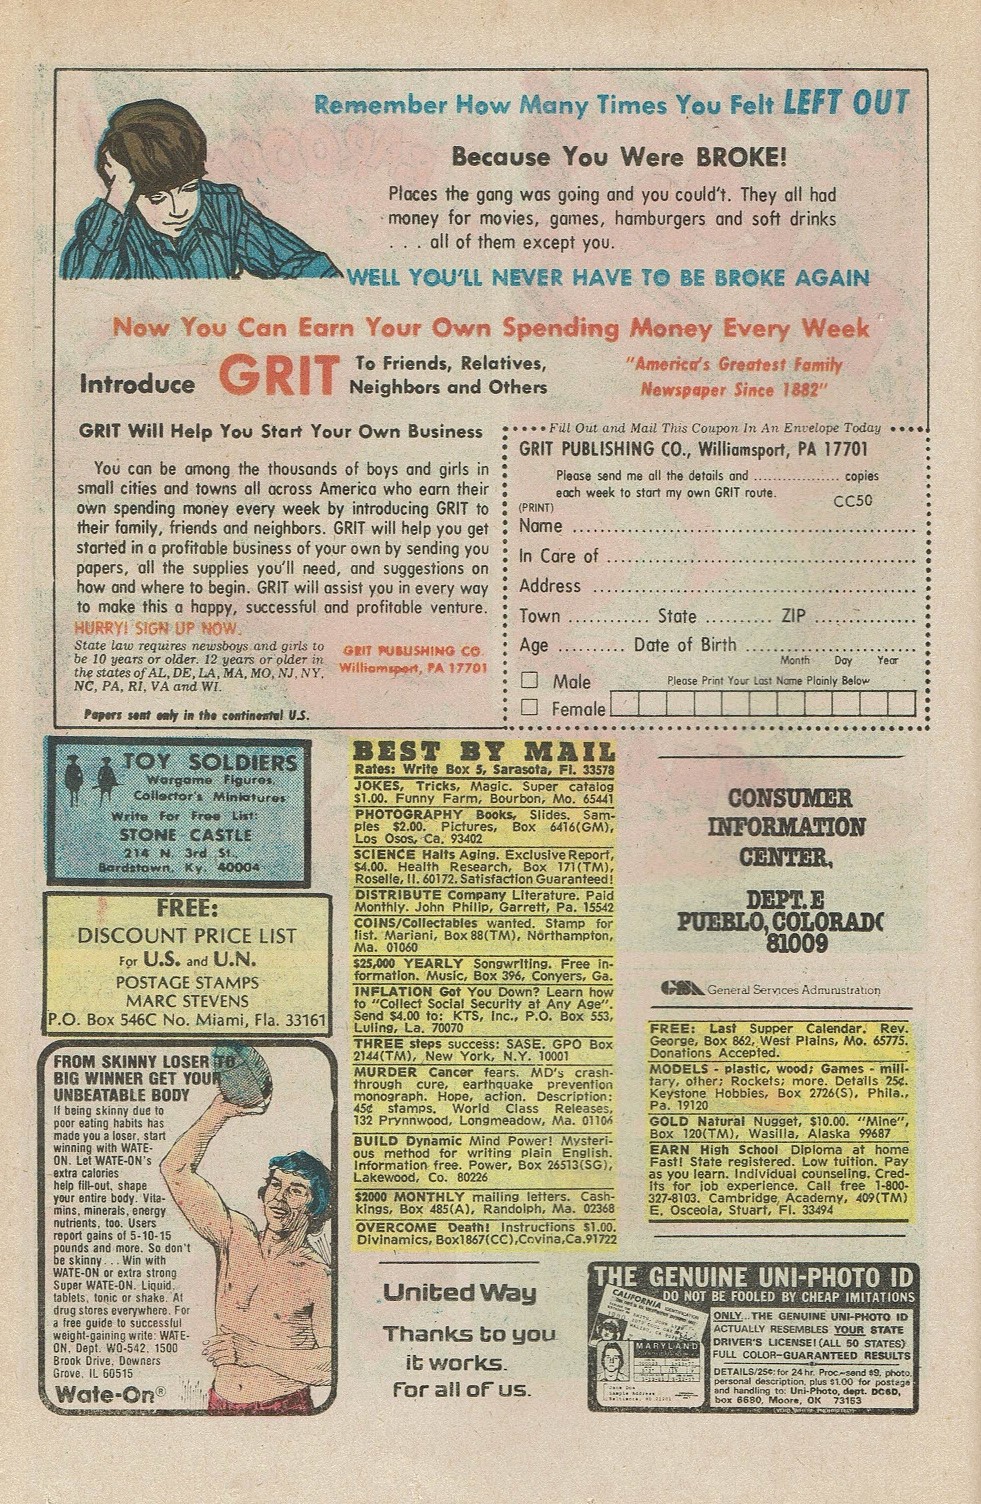 Remember How Many Times You Felt LEFT OUT
Because You Were BROKE!
Places the gang was going and you could't. They all had
money for movies, games, hamburgers and soft drinks
. . . all of them except you.
WELL YOU'LL NEVER HAVE TO BE BROKE AGAIN
Now You Can Earn Your Own Spending Money Every Week
Introduce GRIT To Friends, Relatives,
Neighbors and Others
"America's Greatest Family
Newspaper Since 1882"
GRIT Will Help You Start Your Own Business
You can be among the thousands of boys and girls in
small cities and towns all across America who earn their
own spending money every week by introducing GRIT to
their family, friends and neighbors. GRIT will help you get
started in a profitable business of your own by sending you
papers, all the supplies you'll need, and suggestions on
how and where to begin. GRIT will assist you in every way
to make this a happy, successful and profitable venture.
HURRY! SIGN UP NOW.
State law requires newsboys and girls to
be 10 years or older. 12 years or older in
the states of AL, DE, LA, MA, MO, NJ, NY,
NC, PA, RI, VA and WI.
GRIT PUBLISHING CO.
Williamsport, PA 17701
Papers sent only in the continental U.S.
Fill Out and Mail This Coupon In An Envelope Today
GRIT PUBLISHING CO., Williamsport, PA 17701
Please send me all the details and ................. copies
each week to start my own GRIT route.
CC50
(PRINT)
Name
In Care of
Address
Town ........... State .......... ZIP
Age ........... Date of Birth
Month Day Year
Male
Please Print Your Last Name Plainly Below
Female
TOY SOLDIERS
Wargame Figures,
Collector's Miniatures
Write For Free List:
STONE CASTLE
214 N. 3rd St.,
Bardstown, Ky. 40004
FREE:
DISCOUNT PRICE LIST
For U.S. and U.N.
POSTAGE STAMPS
MARC STEVENS
P.O. Box 546C No. Miami, Fla. 33161
FROM SKINNY LOSER TO
BIG WINNER GET YOUR
UNBEATABLE BODY
If being skinny due to
poor eating habits has
made you a loser, start
winning with WATE-
ON. Let WATE-ON's
extra calories
help fill-out, shape
your entire body. Vita-
mins, minerals, energy
nutrients, too. Users
report gains of 5-10-15
pounds and more. So don't
be skinny . . . Win with
WATE-ON or extra strong
Super WATE-ON. Liquid,
tablets, tonic or shake. At
drug stores everywhere. For
a free guide to successful
weight-gaining write: WATE-
ON, Dept. WO-542, 1500
Brook Drive, Downers
Grove, IL 60515
Wate-On®
BEST BY MAIL
Rates: Write Box 5, Sarasota, Fl. 33578
JOKES, Tricks, Magic. Super catalog
$1.00. Funny Farm, Bourbon, Mo. 65441
PHOTOGRAPHY Books, Slides. Sam-
ples $2.00. Pictures, Box 6416(GM),
Los Osos, Ca. 93402
SCIENCE Halts Aging. Exclusive Report,
$4.00. Health Research, Box 171(TM),
Roselle, Il. 60172. Satisfaction Guaranteed!
DISTRIBUTE Company Literature. Paid
Monthly. John Philip, Garrett, Pa. 15542
COINS/Collectables wanted. Stamp for
list. Mariani, Box 88(TM), Northampton,
Ma. 01060
$25,000 YEARLY Songwriting. Free in-
formation. Music, Box 396, Conyers, Ga.
INFLATION Got You Down? Learn how
to "Collect Social Security at Any Age".
Send $4.00 to: KTS, Inc., P.O. Box 553,
Luling, La. 70070
THREE steps success: SASE. GPO Box
2144(TM), New York, N.Y. 10001
MURDER Cancer fears. MD's crash-
through cure, earthquake prevention
monograph. Hope, action. Description:
45¢ stamps. World Class Releases,
132 Prynnwood, Longmeadow, Ma. 01106
BUILD Dynamic Mind Power! Mysteri-
ous method for writing plain English.
Information free. Power, Box 26513(SG),
Lakewood, Co. 80226
$2000 MONTHLY mailing letters. Cash-
kings, Box 485(A), Randolph, Ma. 02368
OVERCOME Death! Instructions $1.00.
Divinamics, Box1867(CC), Covina, Ca. 91722
United Way
Thanks to you
it works.
for all of us.
CONSUMER
INFORMATION
CENTER,
DEPT. E
PUEBLO, COLORADO
81009
GSA General Services Administration
FREE: Last Supper Calendar. Rev.
George, Box 862, West Plains, Mo. 65775.
Donations Accepted.
MODELS - plastic, wood; Games - mili-
tary, other; Rockets; more. Details 25¢.
Keystone Hobbies, Box 2726(S), Phila.,
Pa. 19120
GOLD Natural Nugget, $10.00. "Mine",
Box 120(TM), Wasilla, Alaska 99687
EARN High School Diploma at home
Fast! State registered. Low tuition. Pay
as you learn. Individual counseling. Cred-
its for job experience. Call free 1-800-
327-8103. Cambridge Academy, 409(TM)
E. Osceola, Stuart, Fl. 33494
THE GENUINE UNI-PHOTO ID
DO NOT BE FOOLED BY CHEAP IMITATIONS
CALIFORNIA IDENTIFICATION
MARYLAND
ONLY...THE GENUINE UNI-PHOTO ID
ACTUALLY RESEMBLES YOUR STATE
DRIVER'S LICENSE! (ALL 50 STATES)
FULL COLOR-GUARANTEED RESULTS
DETAILS/25¢: for 24 hr. Proc.-send $9, photo,
personal description, plus $1.00 for postage
and handling to: Uni-Photo, dept. DC6D,
box 6680, Moore, OK 73153